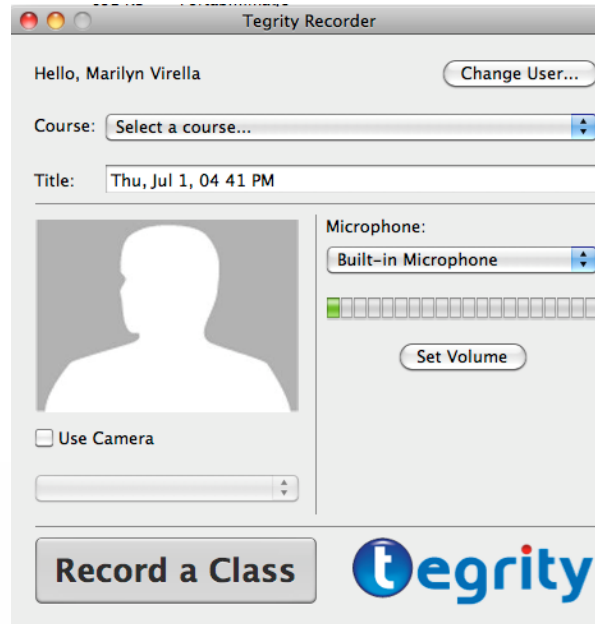 Tegrity Recorder
Hello, Marilyn Virella
Change User...
Course: Select a course...
Title: Thu, Jul 1, 04 41 PM
Microphone:
Built-in Microphone
Set Volume
Use Camera
Record a Class
tegrity